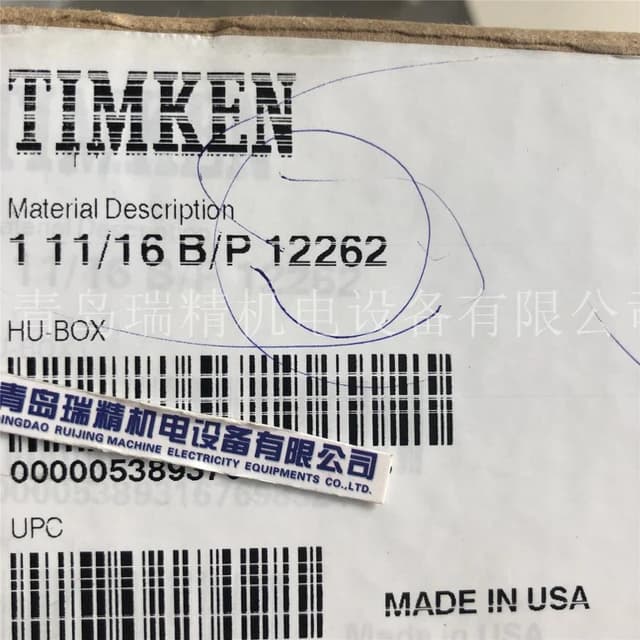 TIMKEN
Material Description
1 11/16 B/P 12262
青岛瑞精机电设备有限公司
HU-BOX
青岛瑞精机电设备有限公司
QINGDAO RUIJING MACHINE ELECTRICITY EQUIPMENTS CO.,LTD.
UPC
MADE IN USA